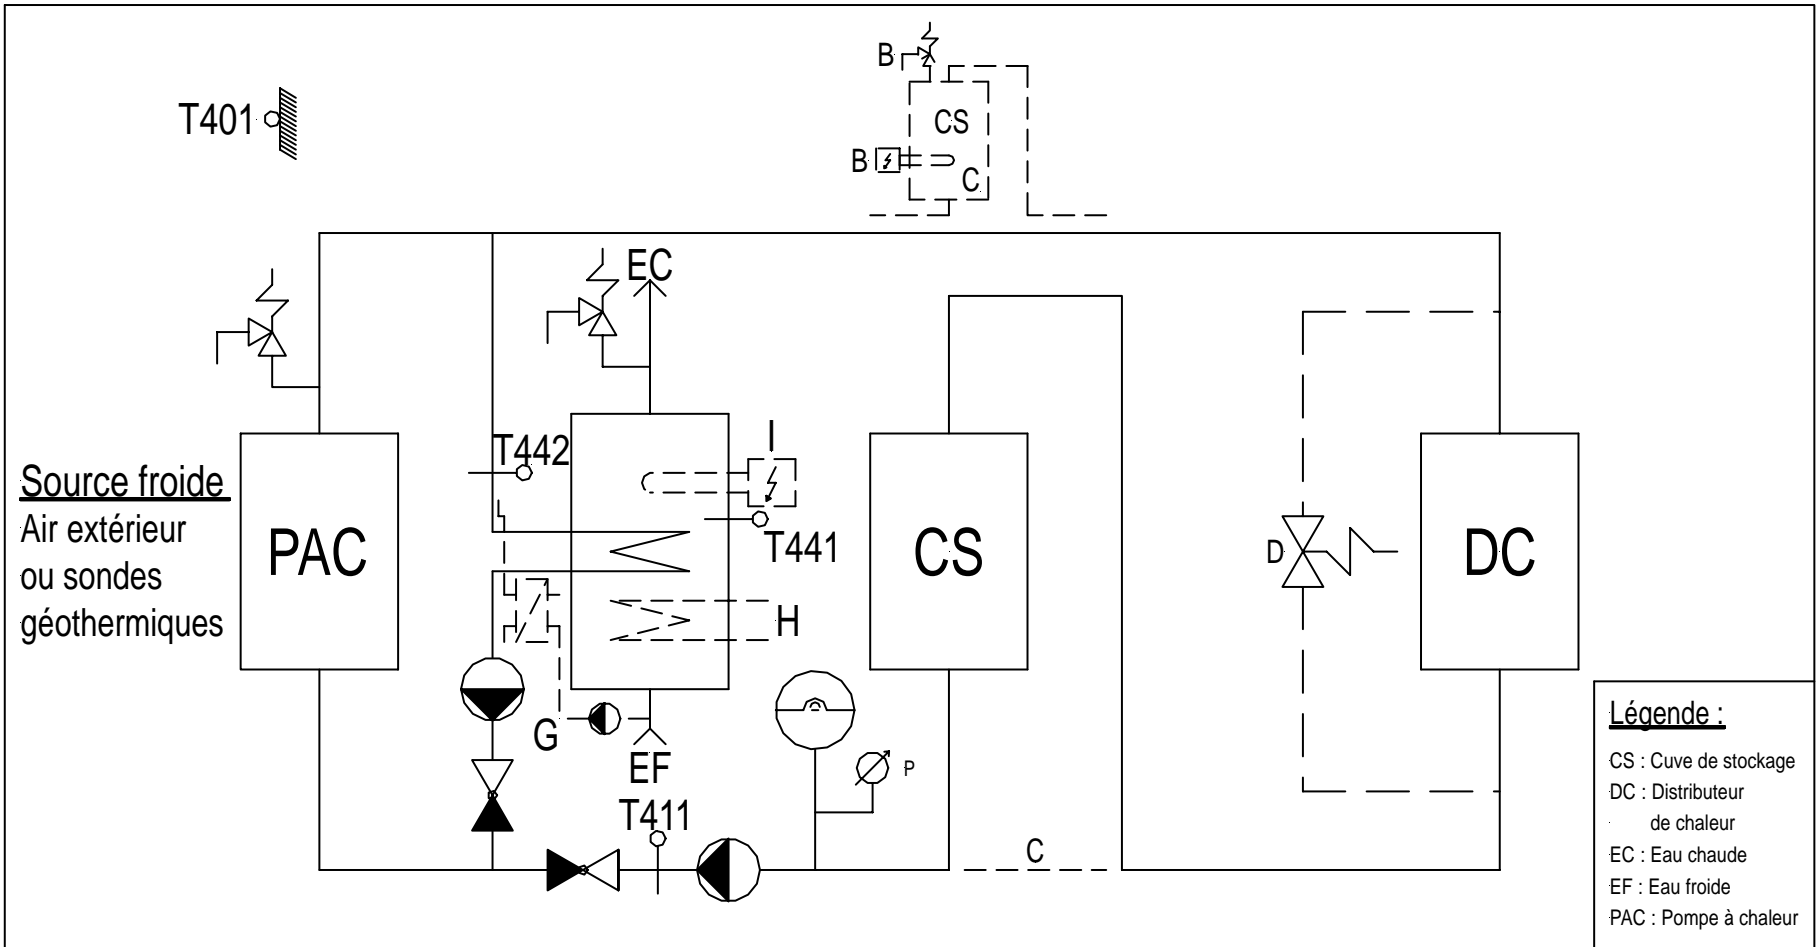 B
T401
CS
B
C
EC
I
T442
Source froide
Air extérieur
ou sondes
géothermiques
PAC
T441
CS
D
DC
H
G
EF
P
T411
C
Légende :
CS : Cuve de stockage
DC : Distributeur
de chaleur
EC : Eau chaude
EF : Eau froide
PAC : Pompe à chaleur